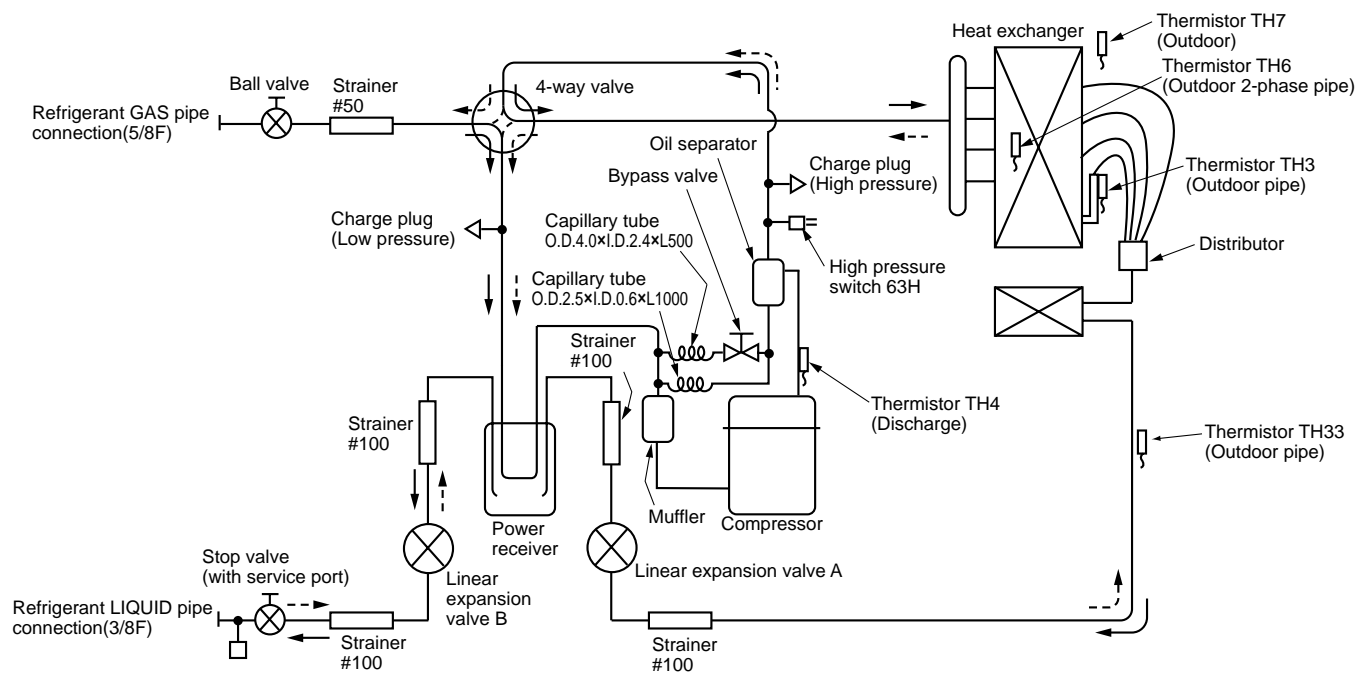 Heat exchanger
Thermistor TH7
(Outdoor)
Thermistor TH6
(Outdoor 2-phase pipe)
Ball valve
Strainer
#50
4-way valve
Refrigerant GAS pipe
connection(5/8F)
Oil separator
Charge plug
(High pressure)
Thermistor TH3
(Outdoor pipe)
Bypass valve
Charge plug
(Low pressure)
Capillary tube
O.D.4.0×I.D.2.4×L500
Distributor
High pressure
switch 63H
Capillary tube
O.D.2.5×I.D.0.6×L1000
Strainer
#100
Thermistor TH4
(Discharge)
Strainer
#100
Thermistor TH33
(Outdoor pipe)
Muffler
Compressor
Power
receiver
Stop valve
(with service port)
Linear
expansion
valve B
Linear expansion valve A
Refrigerant LIQUID pipe
connection(3/8F)
Strainer
#100
Strainer
#100